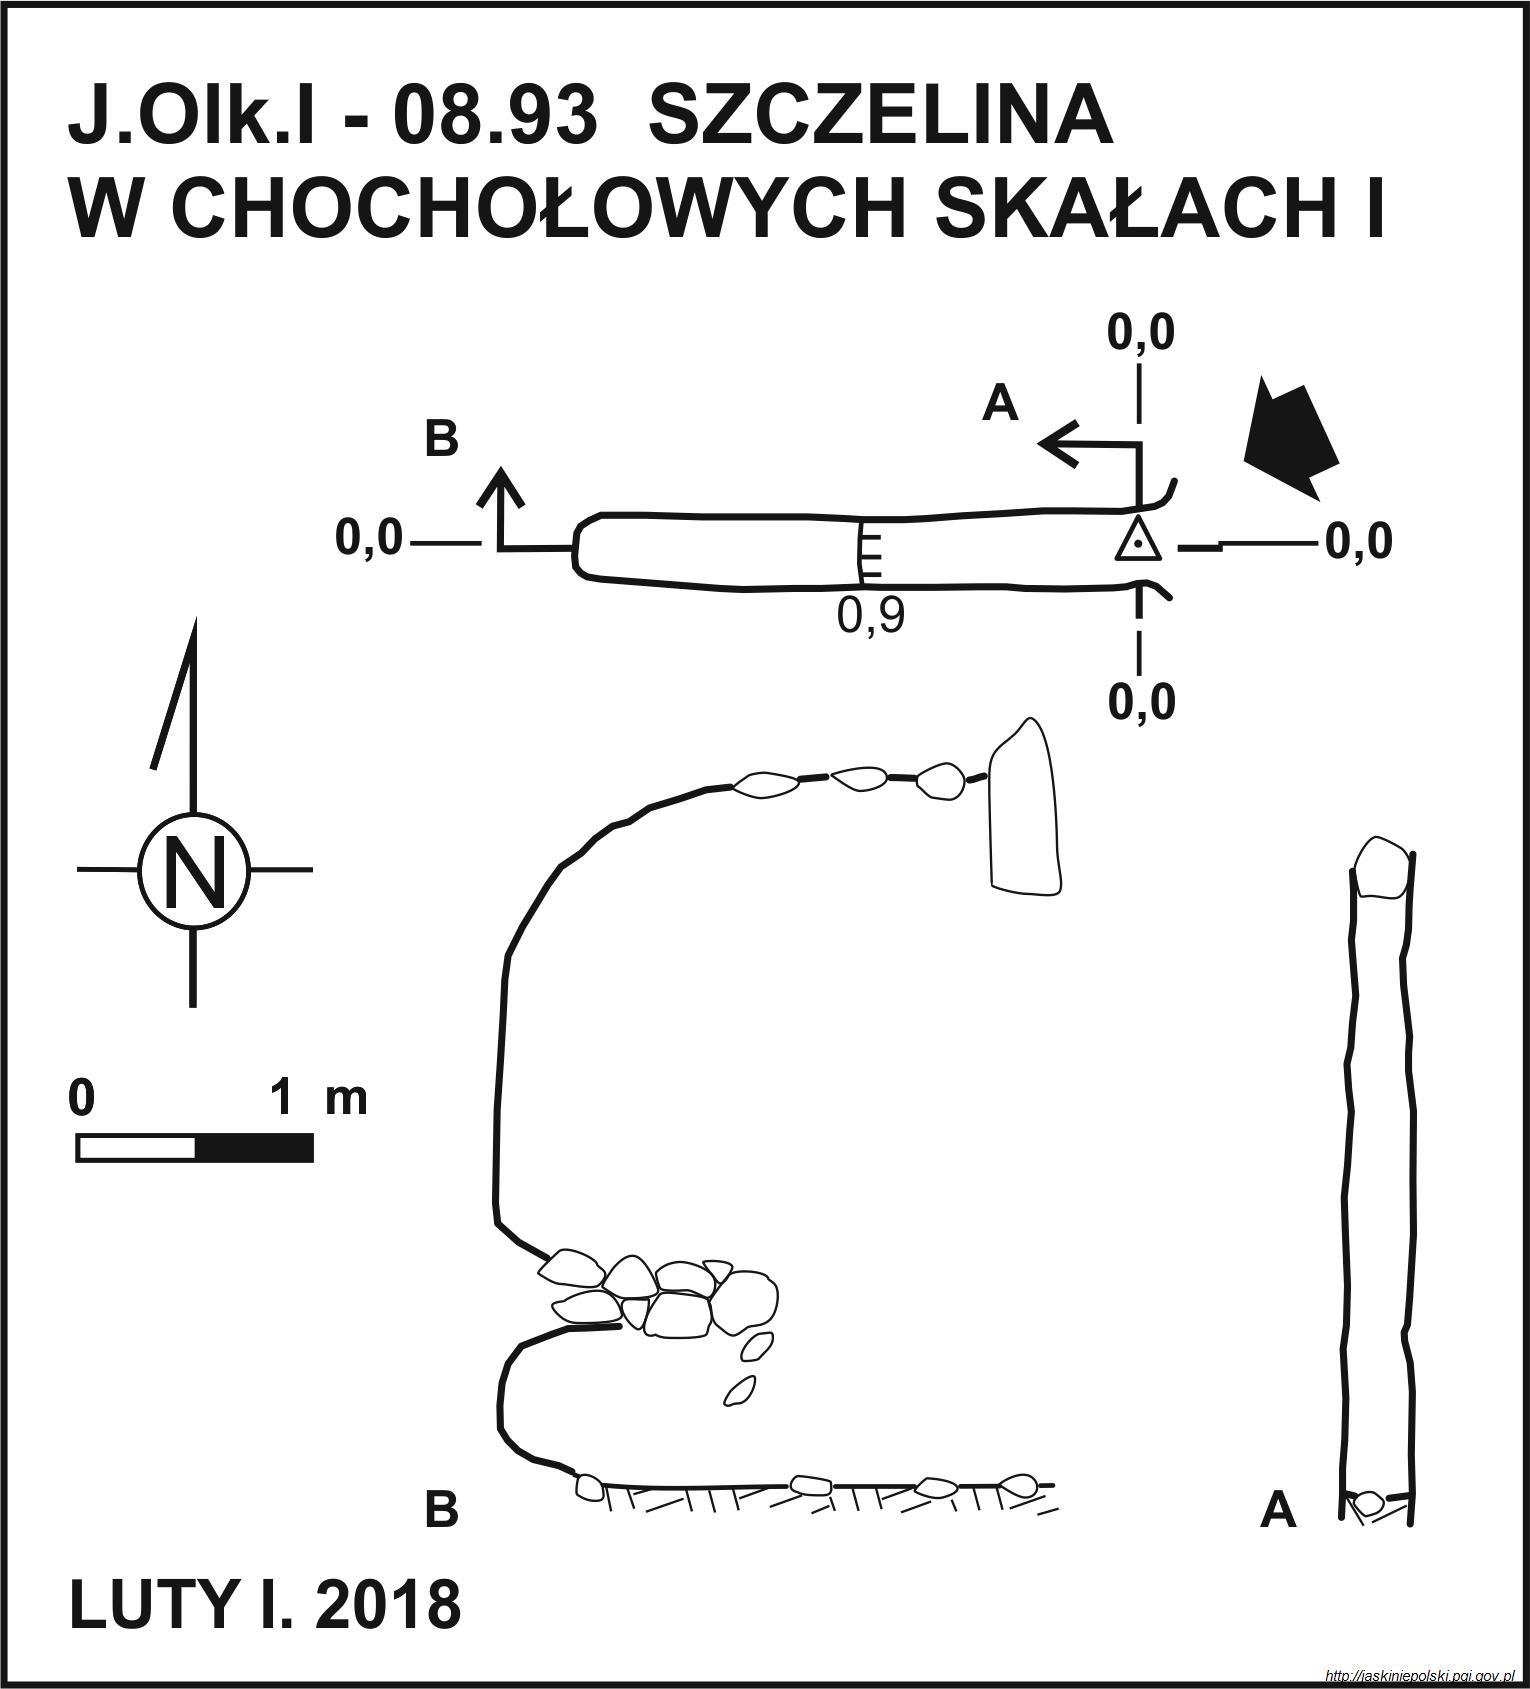 J.Olk.I - 08.93 SZCZELINA
W CHOCHOŁOWYCH SKAŁACH I
0,0
A
B
0,0
0,0
0,9
0,0
N
0 1 m
B
A
LUTY I. 2018
http://jaskiniepolski.pgi.gov.pl